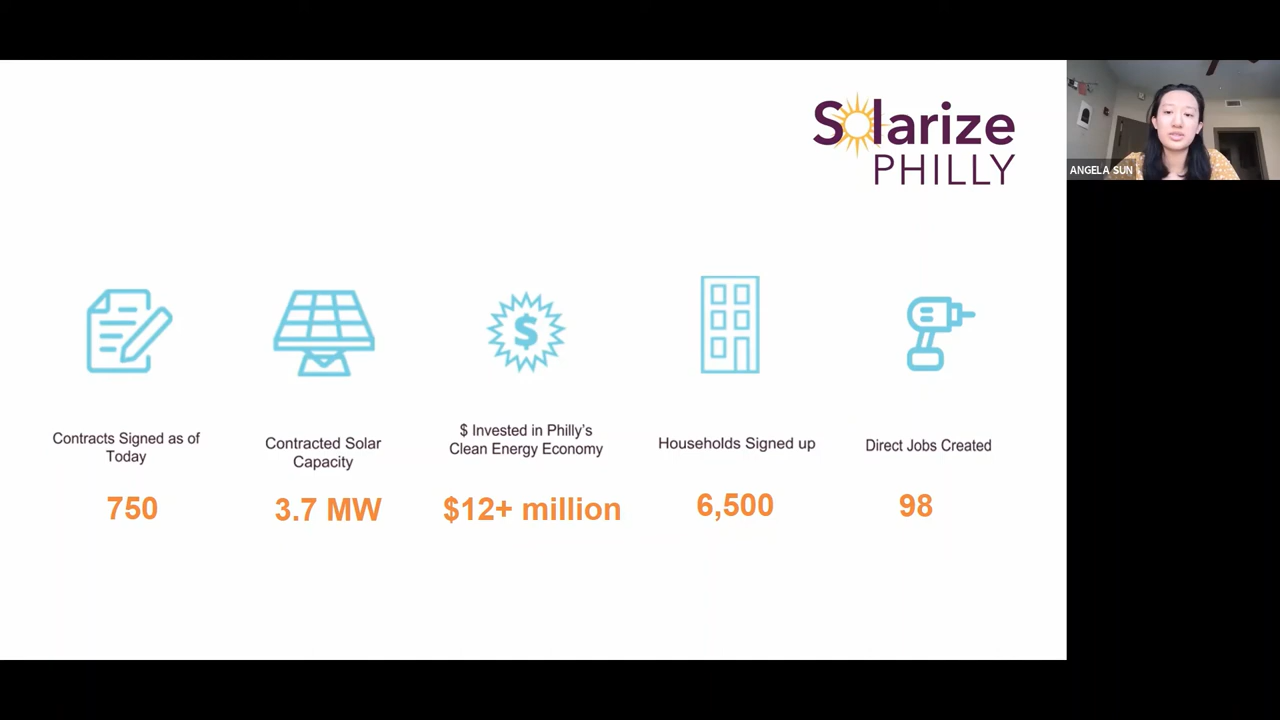 Solarize
PHILLY
ANGELA SUN
$
Contracts Signed as of
Today
750
Contracted Solar
Capacity
3.7 MW
$ Invested in Philly's
Clean Energy Economy
$12+ million
Households Signed up
6,500
Direct Jobs Created
98